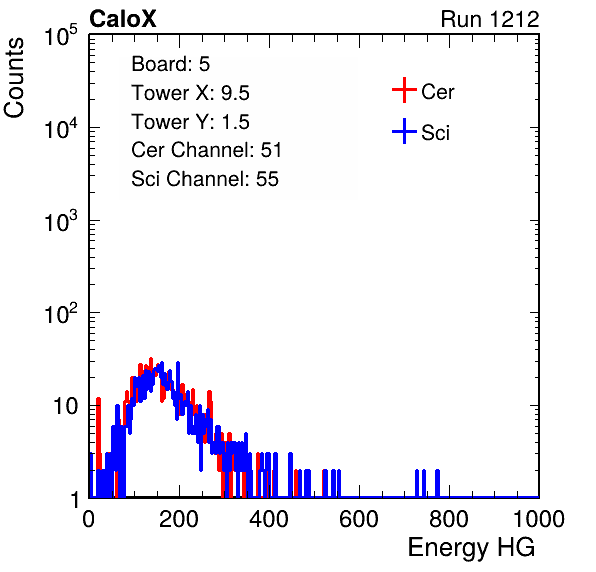 CaloX Run 1212
Counts
10^5
10^4
10^3
10^2
10
1
Board: 5
Tower X: 9.5
Tower Y: 1.5
Cer Channel: 51
Sci Channel: 55
Cer
Sci
0 200 400 600 800 1000
Energy HG